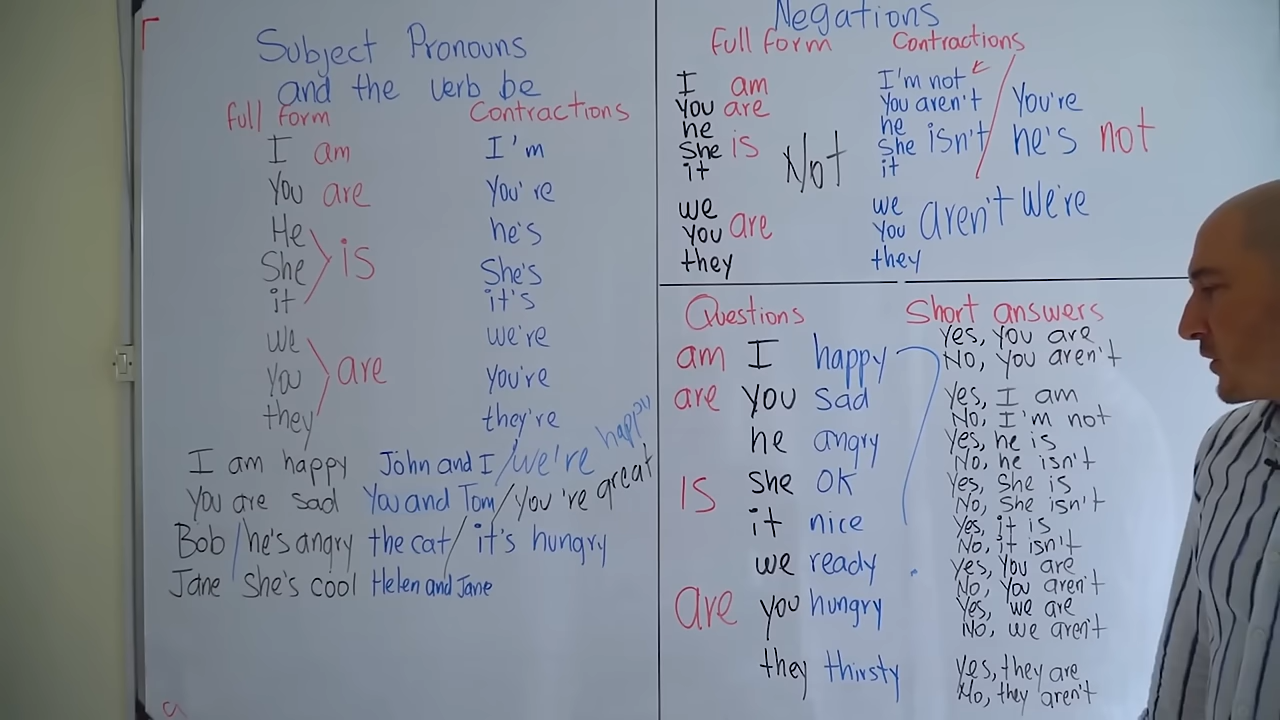 Subject Pronouns
and the verb be
full form Contractions
I am I'm
You are You're
He he's
She is She's
it it's
we we're
You are you're
they they're
I am happy John and I / we're happy
You are sad You and Tom / you're great
Bob / he's angry the cat / it's hungry
Jane she's cool Helen and Jane
Negations
full form Contractions
I am I'm not
You are You aren't / You're
he he
she is Not she isn't he's not
it it
we we
you are you aren't we're
they they
Questions Short answers
am I happy Yes, you are
No, you aren't
are you sad Yes, I am
No, I'm not
he angry Yes, he is
No, he isn't
Is she OK Yes, she is
No, she isn't
it nice Yes, it is
No, it isn't
we ready Yes, you are
No, you aren't
are you hungry Yes, we are
No, we aren't
they thirsty Yes, they are
No, they aren't